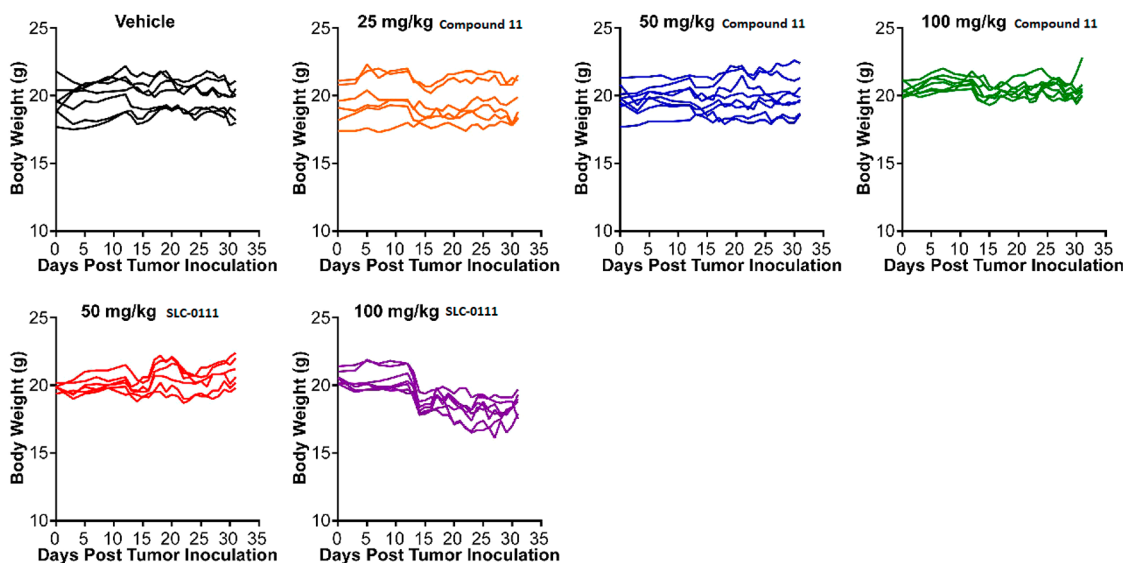 Vehicle
25
20
15
10
Body Weight (g)
0 5 10 15 20 25 30 35
Days Post Tumor Inoculation
25 mg/kg Compound 11
25
20
15
10
Body Weight (g)
0 5 10 15 20 25 30 35
Days Post Tumor Inoculation
50 mg/kg Compound 11
25
20
15
10
Body Weight (g)
0 5 10 15 20 25 30 35
Days Post Tumor Inoculation
100 mg/kg Compound 11
25
20
15
10
Body Weight (g)
0 5 10 15 20 25 30 35
Days Post Tumor Inoculation
50 mg/kg SLC-0111
25
20
15
10
Body Weight (g)
0 5 10 15 20 25 30 35
Days Post Tumor Inoculation
100 mg/kg SLC-0111
25
20
15
10
Body Weight (g)
0 5 10 15 20 25 30 35
Days Post Tumor Inoculation